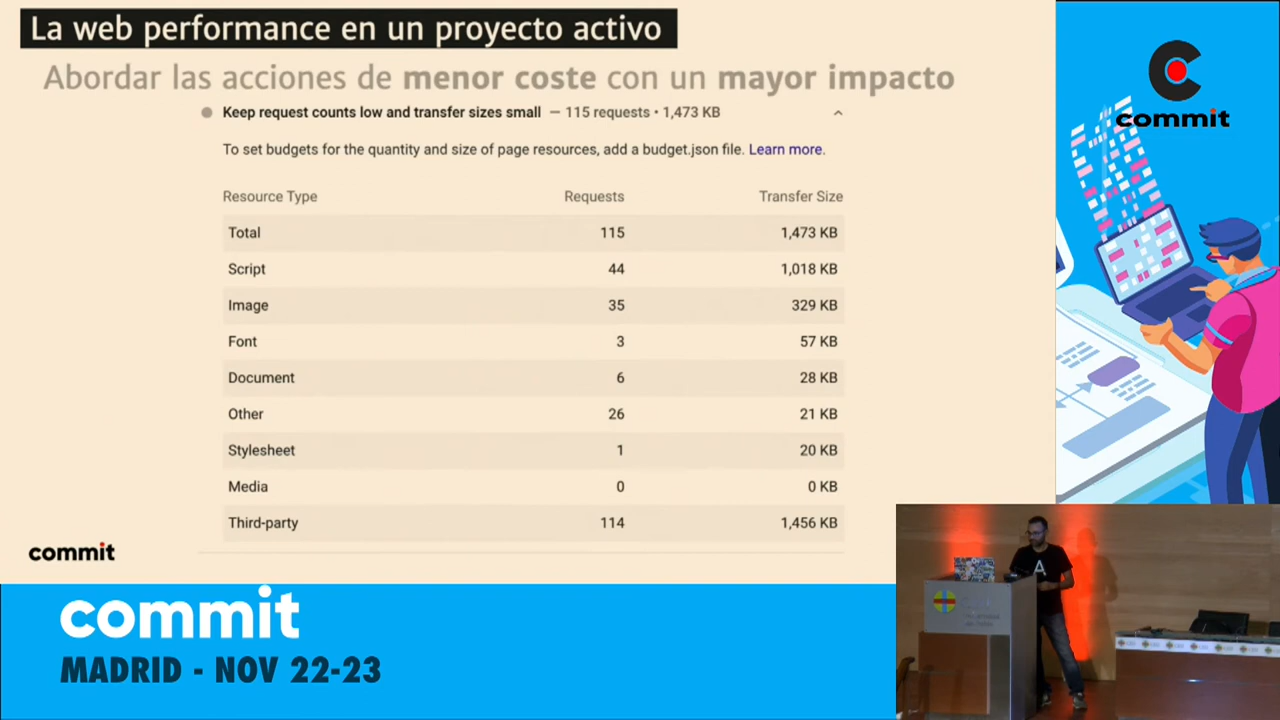 La web performance en un proyecto activo
Abordar las acciones de menor coste con un mayor impacto
Keep request counts low and transfer sizes small — 115 requests • 1,473 KB
To set budgets for the quantity and size of page resources, add a budget.json file. Learn more.
Resource Type Requests Transfer Size
Total 115 1,473 KB
Script 44 1,018 KB
Image 35 329 KB
Font 3 57 KB
Document 6 28 KB
Other 26 21 KB
Stylesheet 1 20 KB
Media 0 0 KB
Third-party 114 1,456 KB
commit
commit
commit
MADRID - NOV 22-23
A